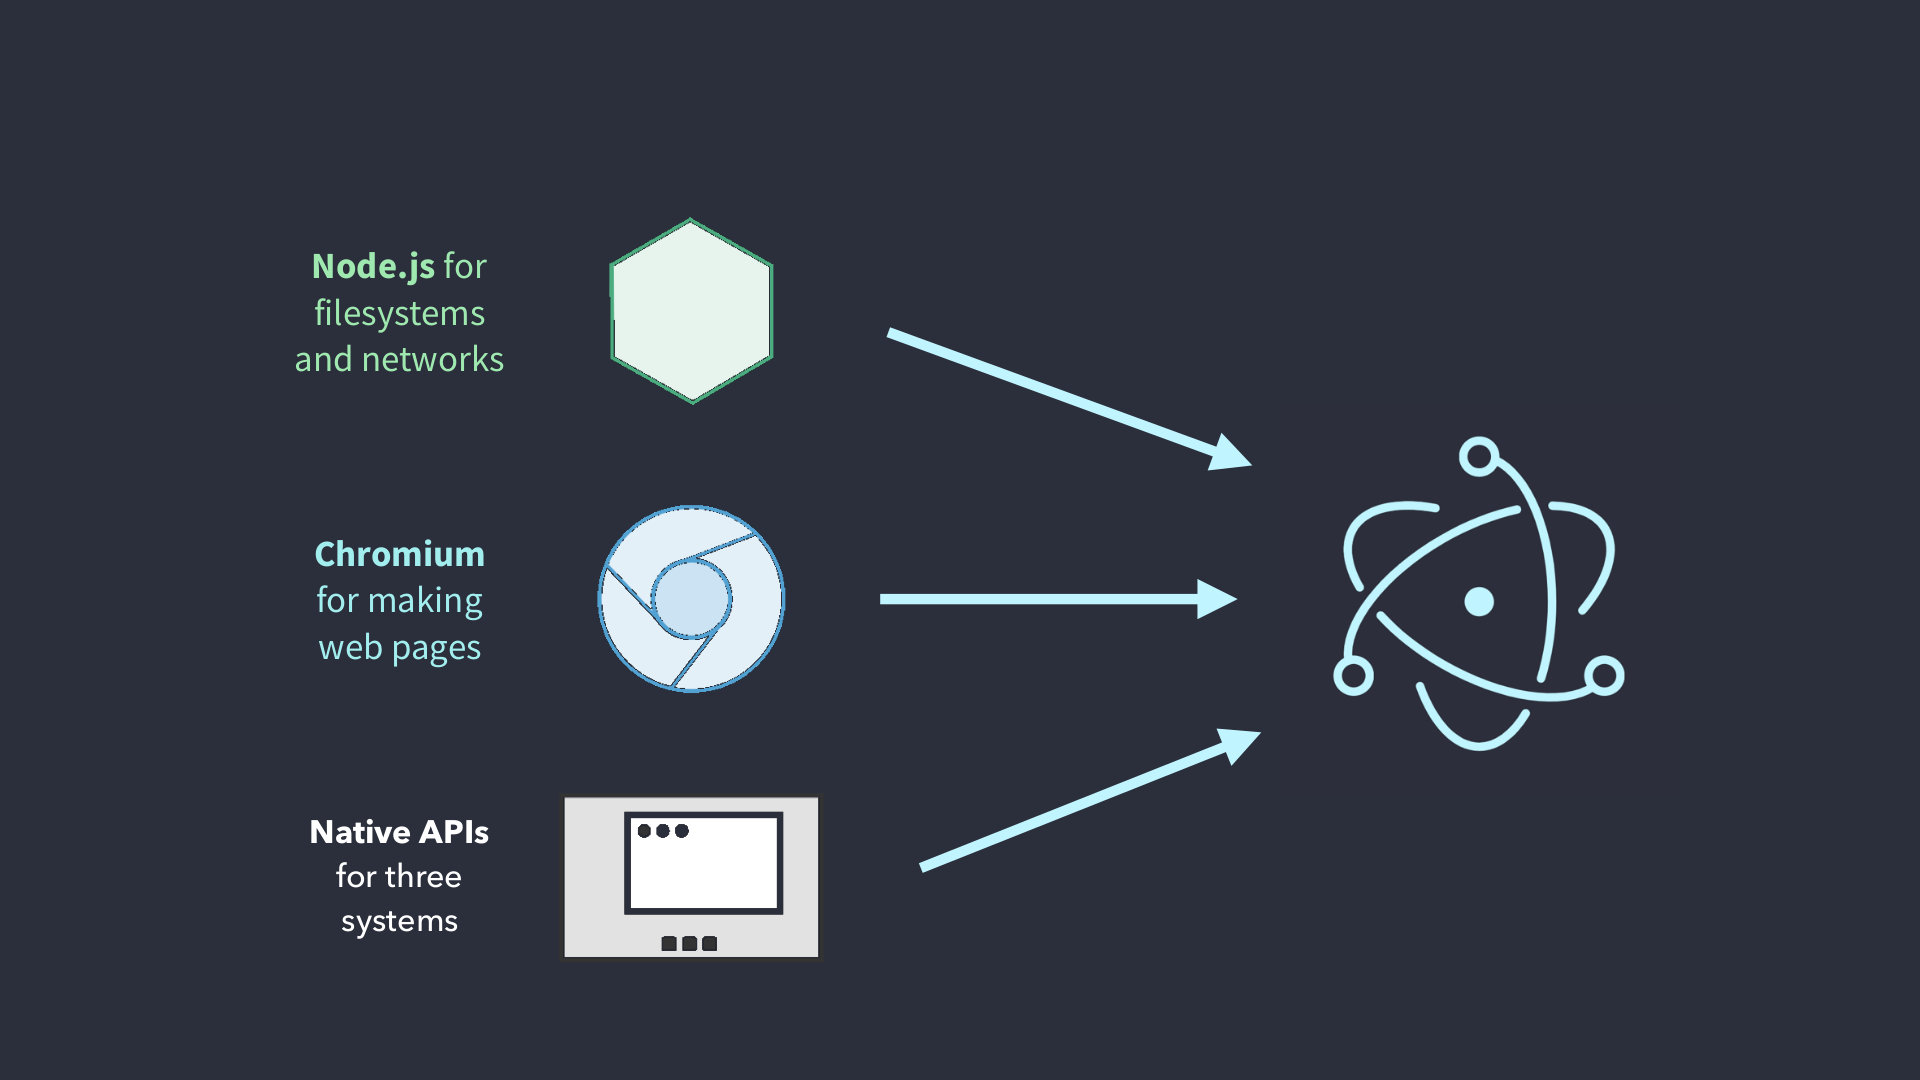 Node.js for
filesystems
and networks
Chromium
for making
web pages
Native APIs
for three
systems